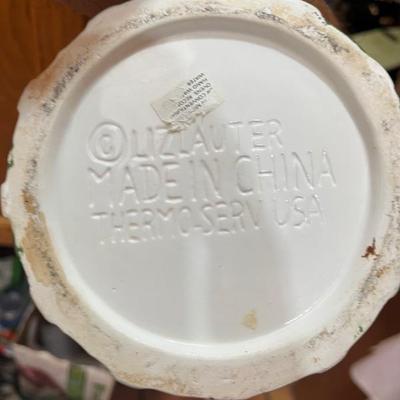 ©LIZLAUTER
MADE IN CHINA
THERMO-SERV USA